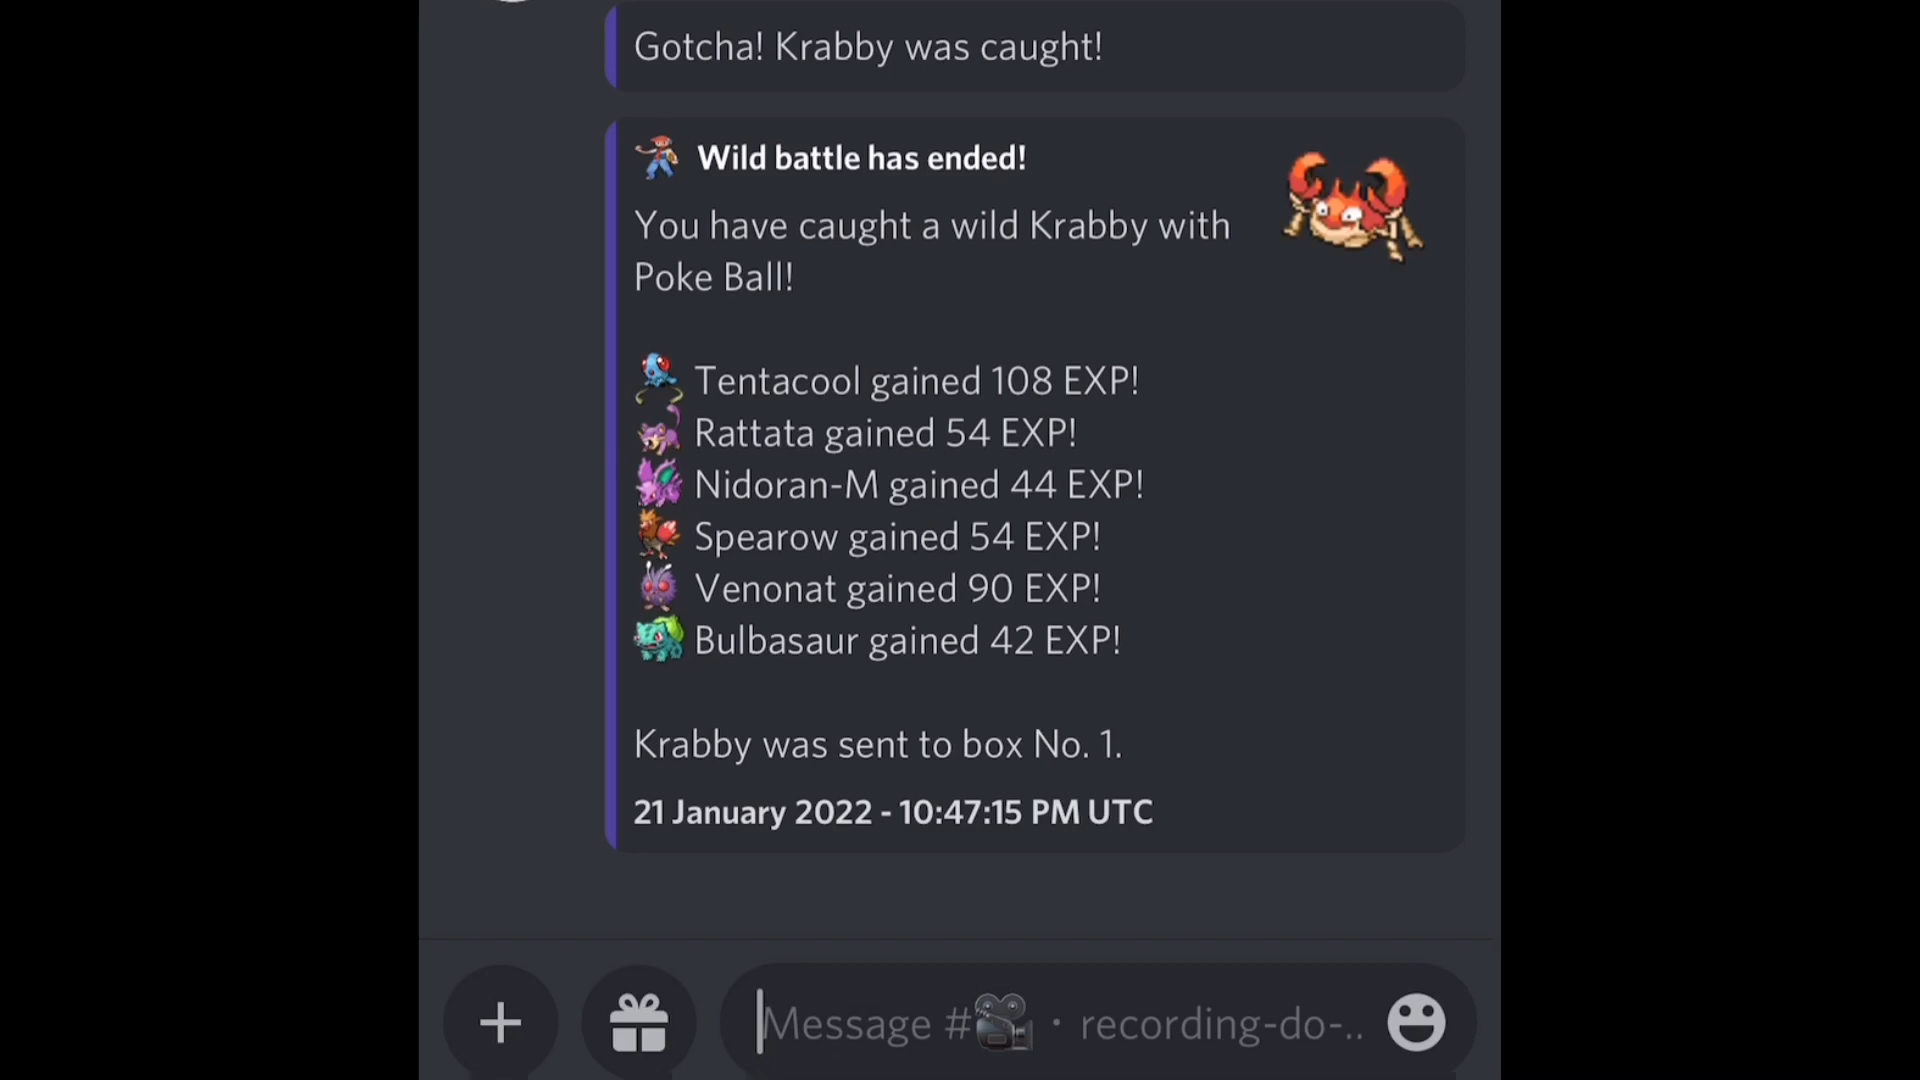 Gotcha! Krabby was caught!
Wild battle has ended!
You have caught a wild Krabby with
Poke Ball!
Tentacool gained 108 EXP!
Rattata gained 54 EXP!
Nidoran-M gained 44 EXP!
Spearow gained 54 EXP!
Venonat gained 90 EXP!
Bulbasaur gained 42 EXP!
Krabby was sent to box No. 1.
21 January 2022 - 10:47:15 PM UTC
Message #🎥 · recording-do-..